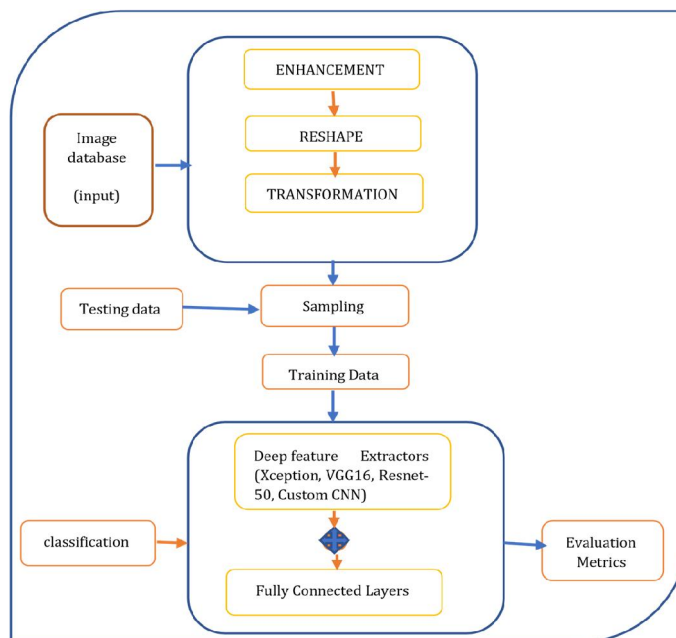 ENHANCEMENT
Image
database
(input)
RESHAPE
TRANSFORMATION
Testing data
Sampling
Training Data
Deep feature Extractors
(Xception, VGG16, Resnet-
50, Custom CNN)
classification
Evaluation
Metrics
Fully Connected Layers